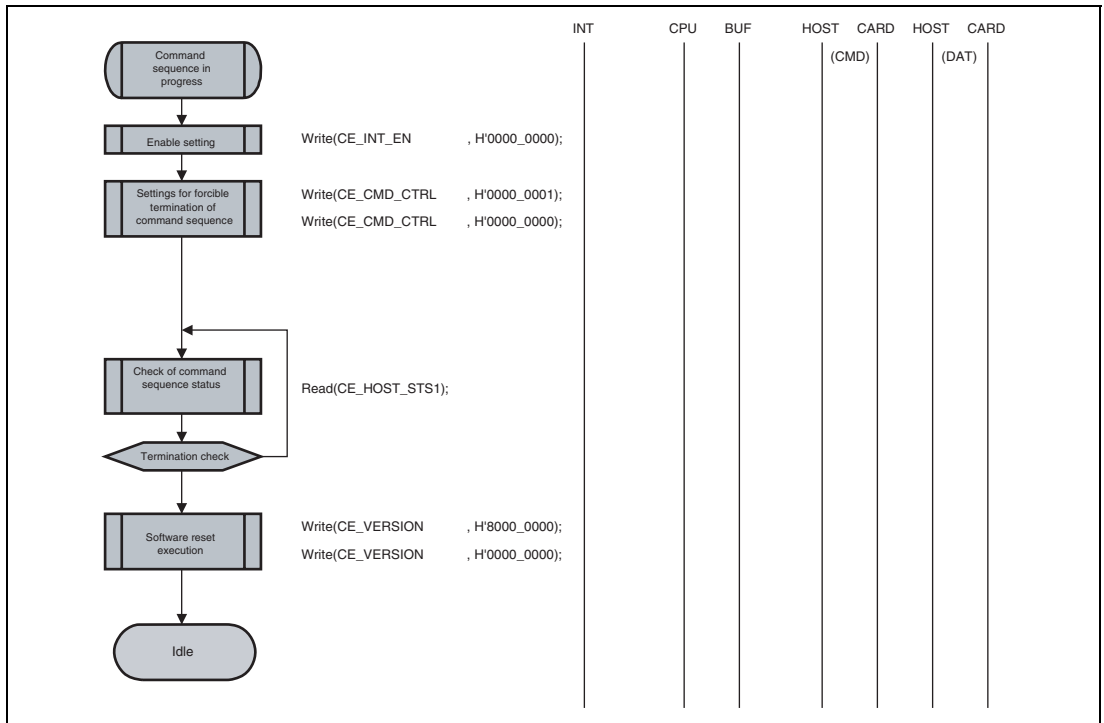 INT CPU BUF HOST CARD HOST CARD
(CMD) (DAT)
Command
sequence in
progress
Enable setting
Write(CE_INT_EN , H'0000_0000);
Settings for forcible
termination of
command sequence
Write(CE_CMD_CTRL , H'0000_0001);
Write(CE_CMD_CTRL , H'0000_0000);
Check of command
sequence status
Read(CE_HOST_STS1);
Termination check
Software reset
execution
Write(CE_VERSION , H'8000_0000);
Write(CE_VERSION , H'0000_0000);
Idle